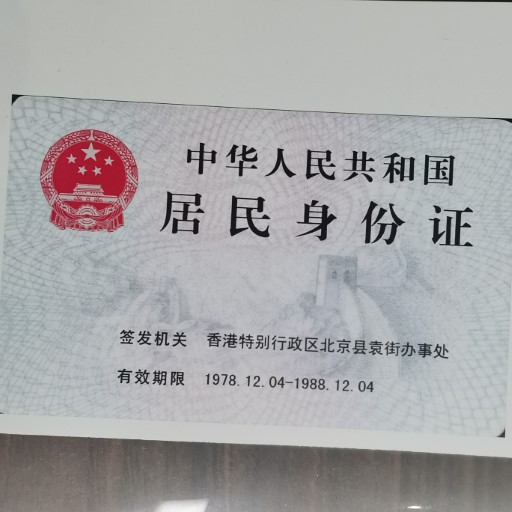 中华人民共和国
居民身份证
签发机关 香港特别行政区北京县袁街办事处
有效期限 1978.12.04-1988.12.04